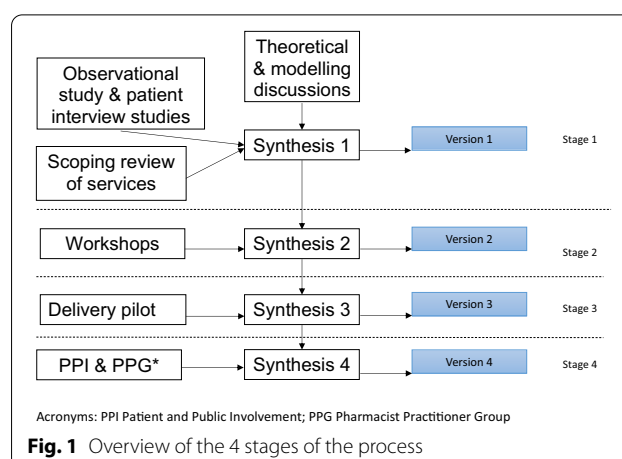 Theoretical
& modelling
discussions
Observational
study & patient
interview studies
Synthesis 1
Version 1
Stage 1
Scoping review
of services
Workshops
Synthesis 2
Version 2
Stage 2
Delivery pilot
Synthesis 3
Version 3
Stage 3
PPI & PPG*
Synthesis 4
Version 4
Stage 4
Acronyms: PPI Patient and Public Involvement; PPG Pharmacist Practitioner Group
Fig. 1 Overview of the 4 stages of the process